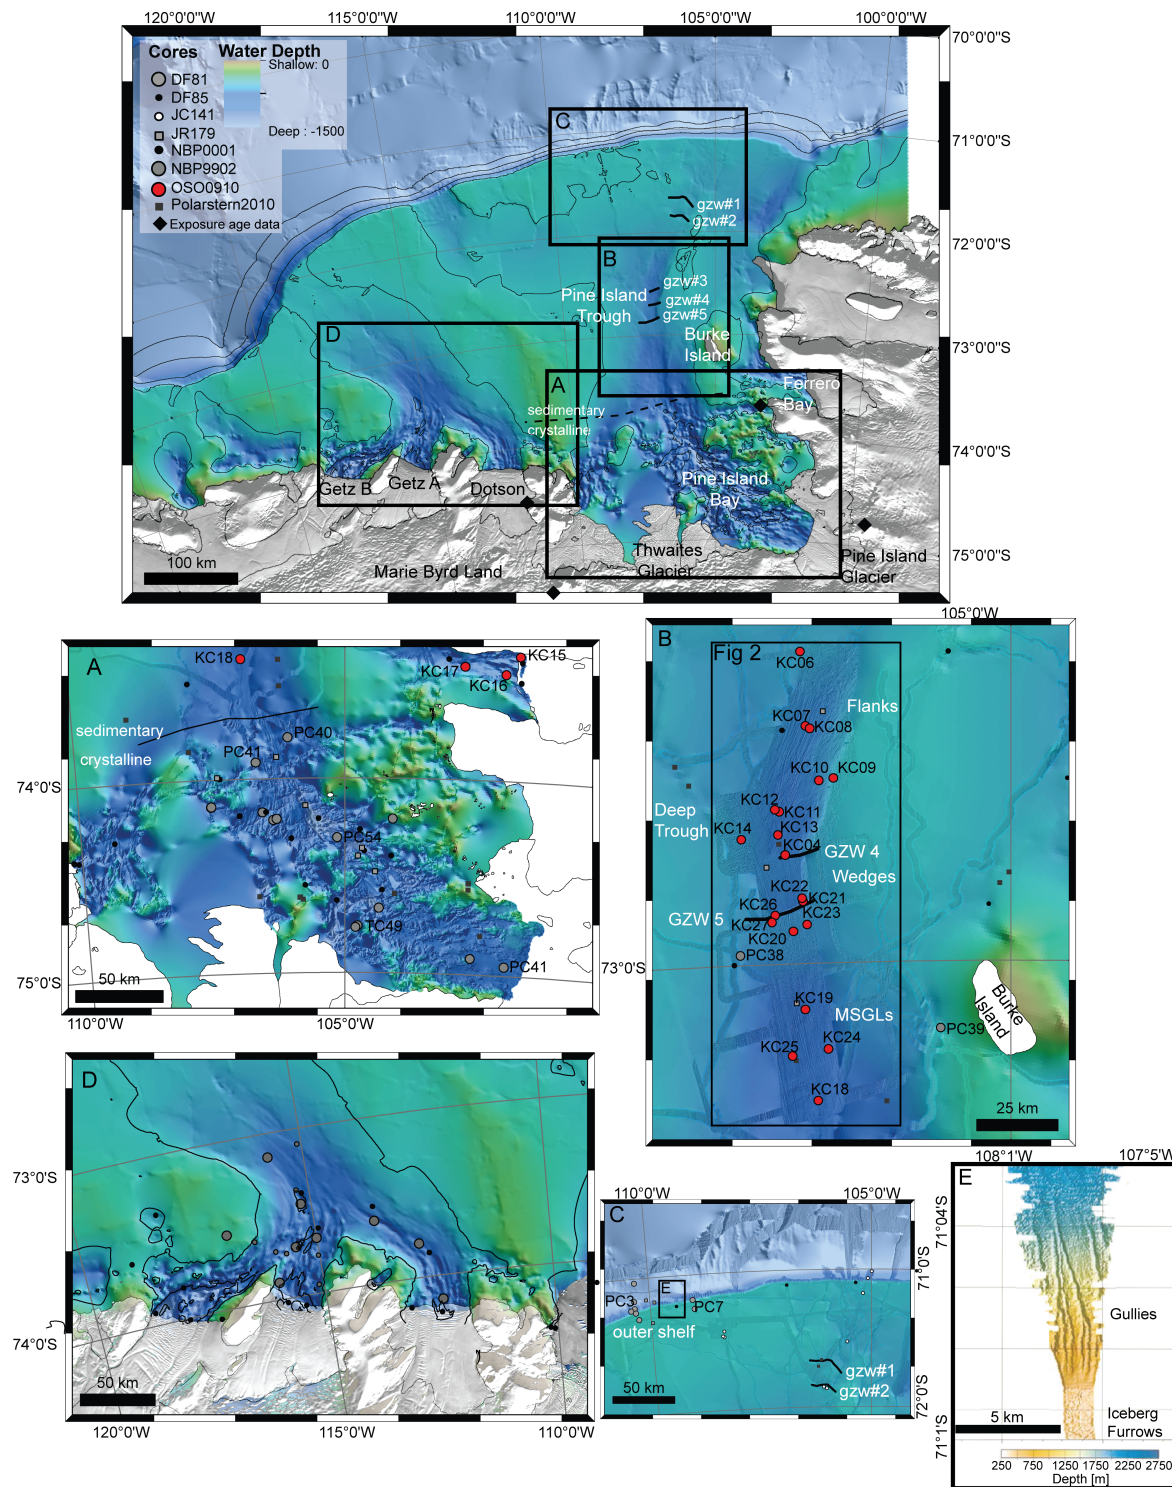 120°0'0"W 115°0'0"W 110°0'0"W 105°0'0"W 100°0'0"W
Cores
Water Depth
Shallow: 0
Deep : -1500
DF81
DF85
JC141
JR179
NBP0001
NBP9902
OSO0910
Polarstern2010
Exposure age data
70°0'0"S
71°0'0"S
72°0'0"S
73°0'0"S
74°0'0"S
75°0'0"S
C
gzw#1
gzw#2
B
gzw#3
Pine Island
Trough
gzw#4
gzw#5
Burke
Island
D
A
Ferrero
Bay
sedimentary
crystalline
Pine Island
Bay
Getz B
Getz A
Dotson
Thwaites
Glacier
Pine Island
Glacier
Marie Byrd Land
100 km
A
KC18
KC15
KC17
KC16
sedimentary
crystalline
PC40
PC41
PC54
TC49
PC41
74°0'S
75°0'S
50 km
110°0'W
105°0'W
105°0'W
B
Fig 2
KC06
Flanks
KC07
KC08
KC10
KC09
KC12
KC11
Deep
Trough
KC14
KC13
KC04
GZW 4
Wedges
KC22
KC21
KC26
KC23
GZW 5
KC27
KC20
PC38
73°0'S
KC19
MSGLs
PC39
Burke
Island
KC25
KC24
KC18
25 km
D
73°0'S
74°0'S
50 km
120°0'W
115°0'W
110°0'W
110°0'W
105°0'W
C
71°0'S
E
PC3
PC7
outer shelf
gzw#1
gzw#2
50 km
72°0'S
108°1'W
107°5'W
E
71°04'S
Gullies
5 km
Iceberg
Furrows
71°1'S
250 750 1250 1500 2250 2750
Depth [m]